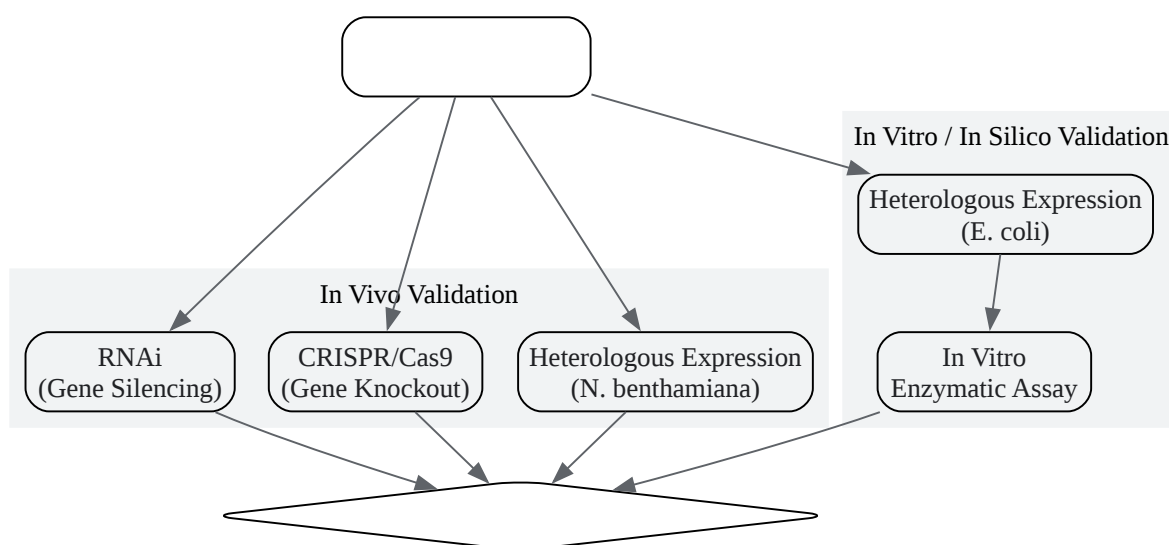 In Vitro / In Silico Validation
Heterologous Expression
(E. coli)
In Vivo Validation
RNAi
(Gene Silencing)
CRISPR/Cas9
(Gene Knockout)
Heterologous Expression
(N. benthamiana)
In Vitro
Enzymatic Assay